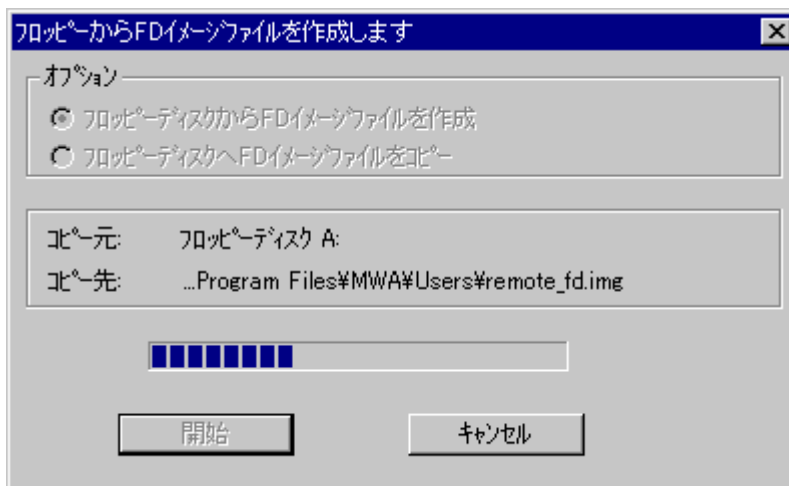 フロッピーからFDイメージファイルを作成します
オプション
フロッピーディスクからFDイメージファイルを作成
フロッピーディスクへFDイメージファイルをコピー
コピー元: フロッピーディスク A:
コピー先: ...Program Files¥MWA¥Users¥remote_fd.img
開始 キャンセル